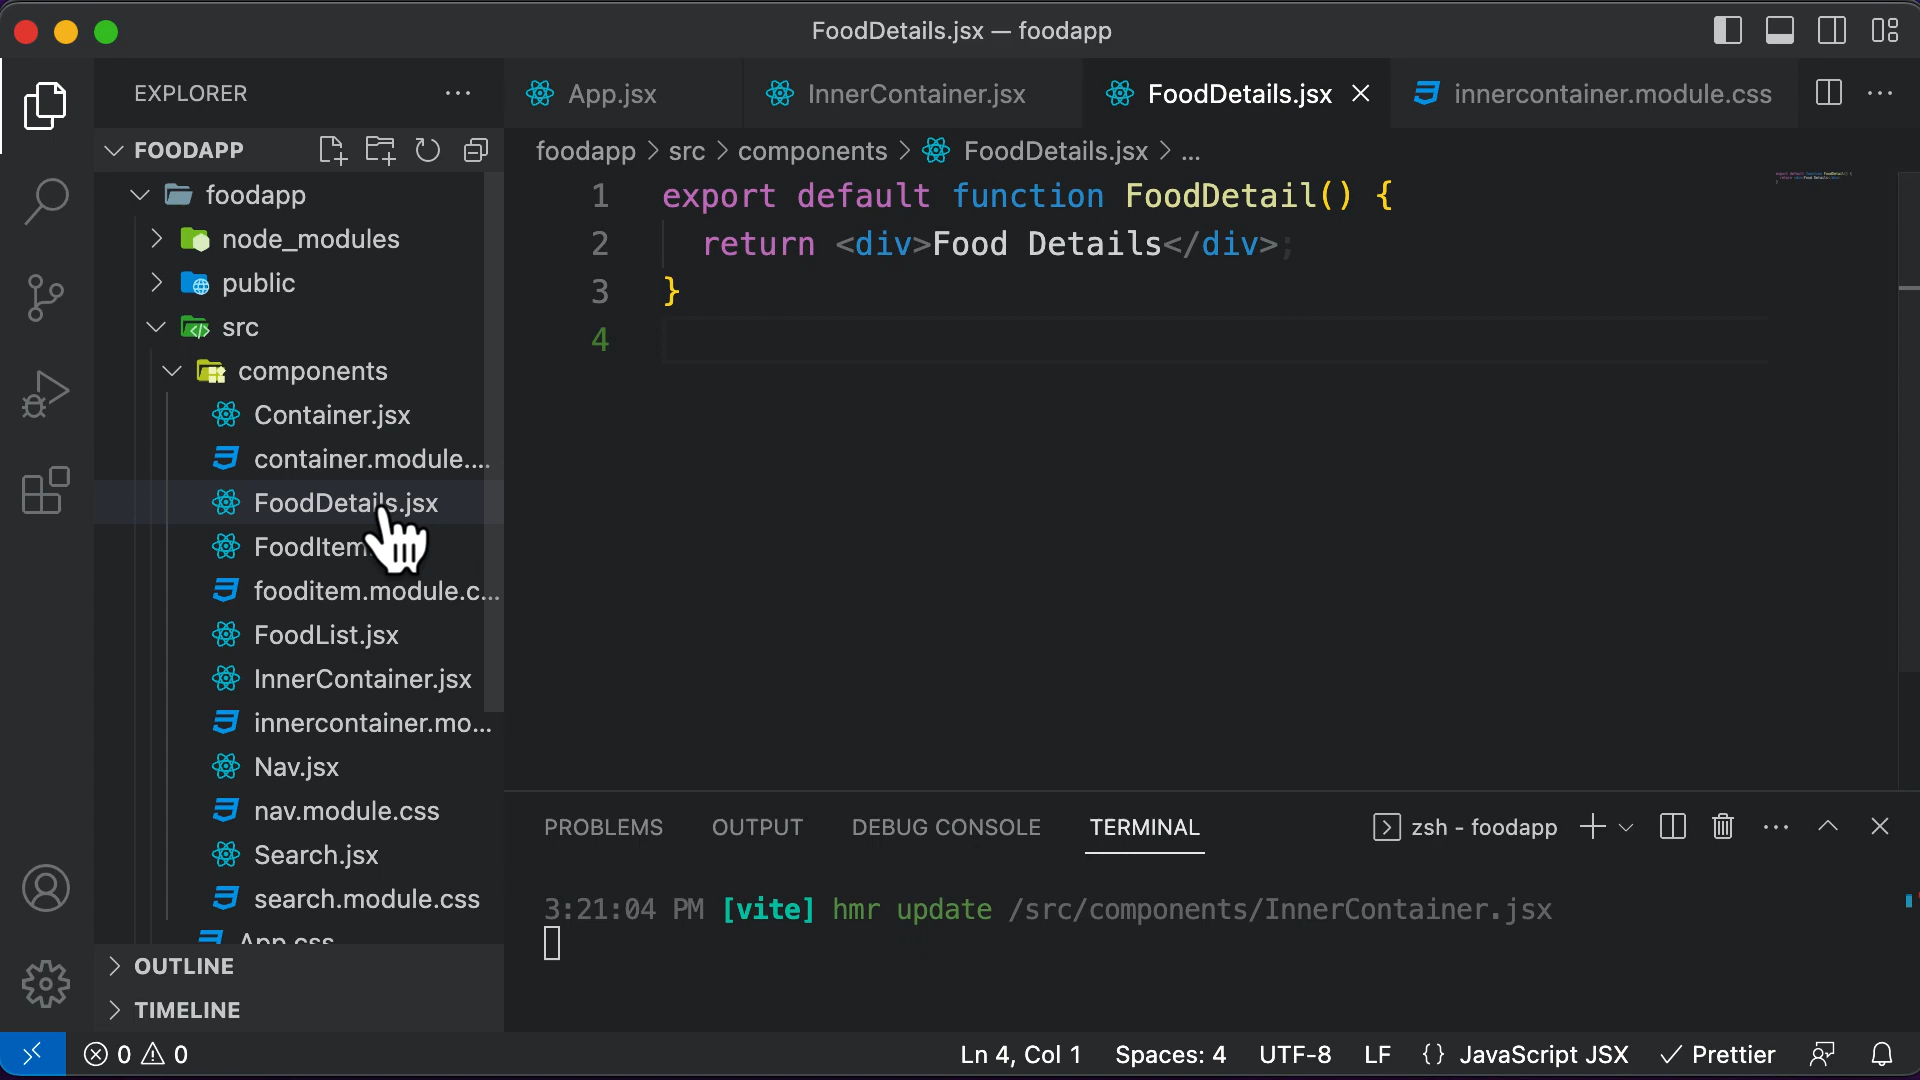 FoodDetails.jsx — foodapp
EXPLORER
App.jsx
InnerContainer.jsx
FoodDetails.jsx
innercontainer.module.css
FOODAPP
foodapp > src > components > FoodDetails.jsx > ...
foodapp
node_modules
public
src
components
Container.jsx
container.module....
FoodDetails.jsx
FoodItem
fooditem.module.c...
FoodList.jsx
InnerContainer.jsx
innercontainer.mo...
Nav.jsx
nav.module.css
Search.jsx
search.module.css
App.css
OUTLINE
TIMELINE
1 export default function FoodDetail() {
2 return <div>Food Details</div>;
3 }
4
PROBLEMS
OUTPUT
DEBUG CONSOLE
TERMINAL
zsh - foodapp
3:21:04 PM [vite] hmr update /src/components/InnerContainer.jsx
0 0
Ln 4, Col 1
Spaces: 4
UTF-8
LF
{} JavaScript JSX
Prettier